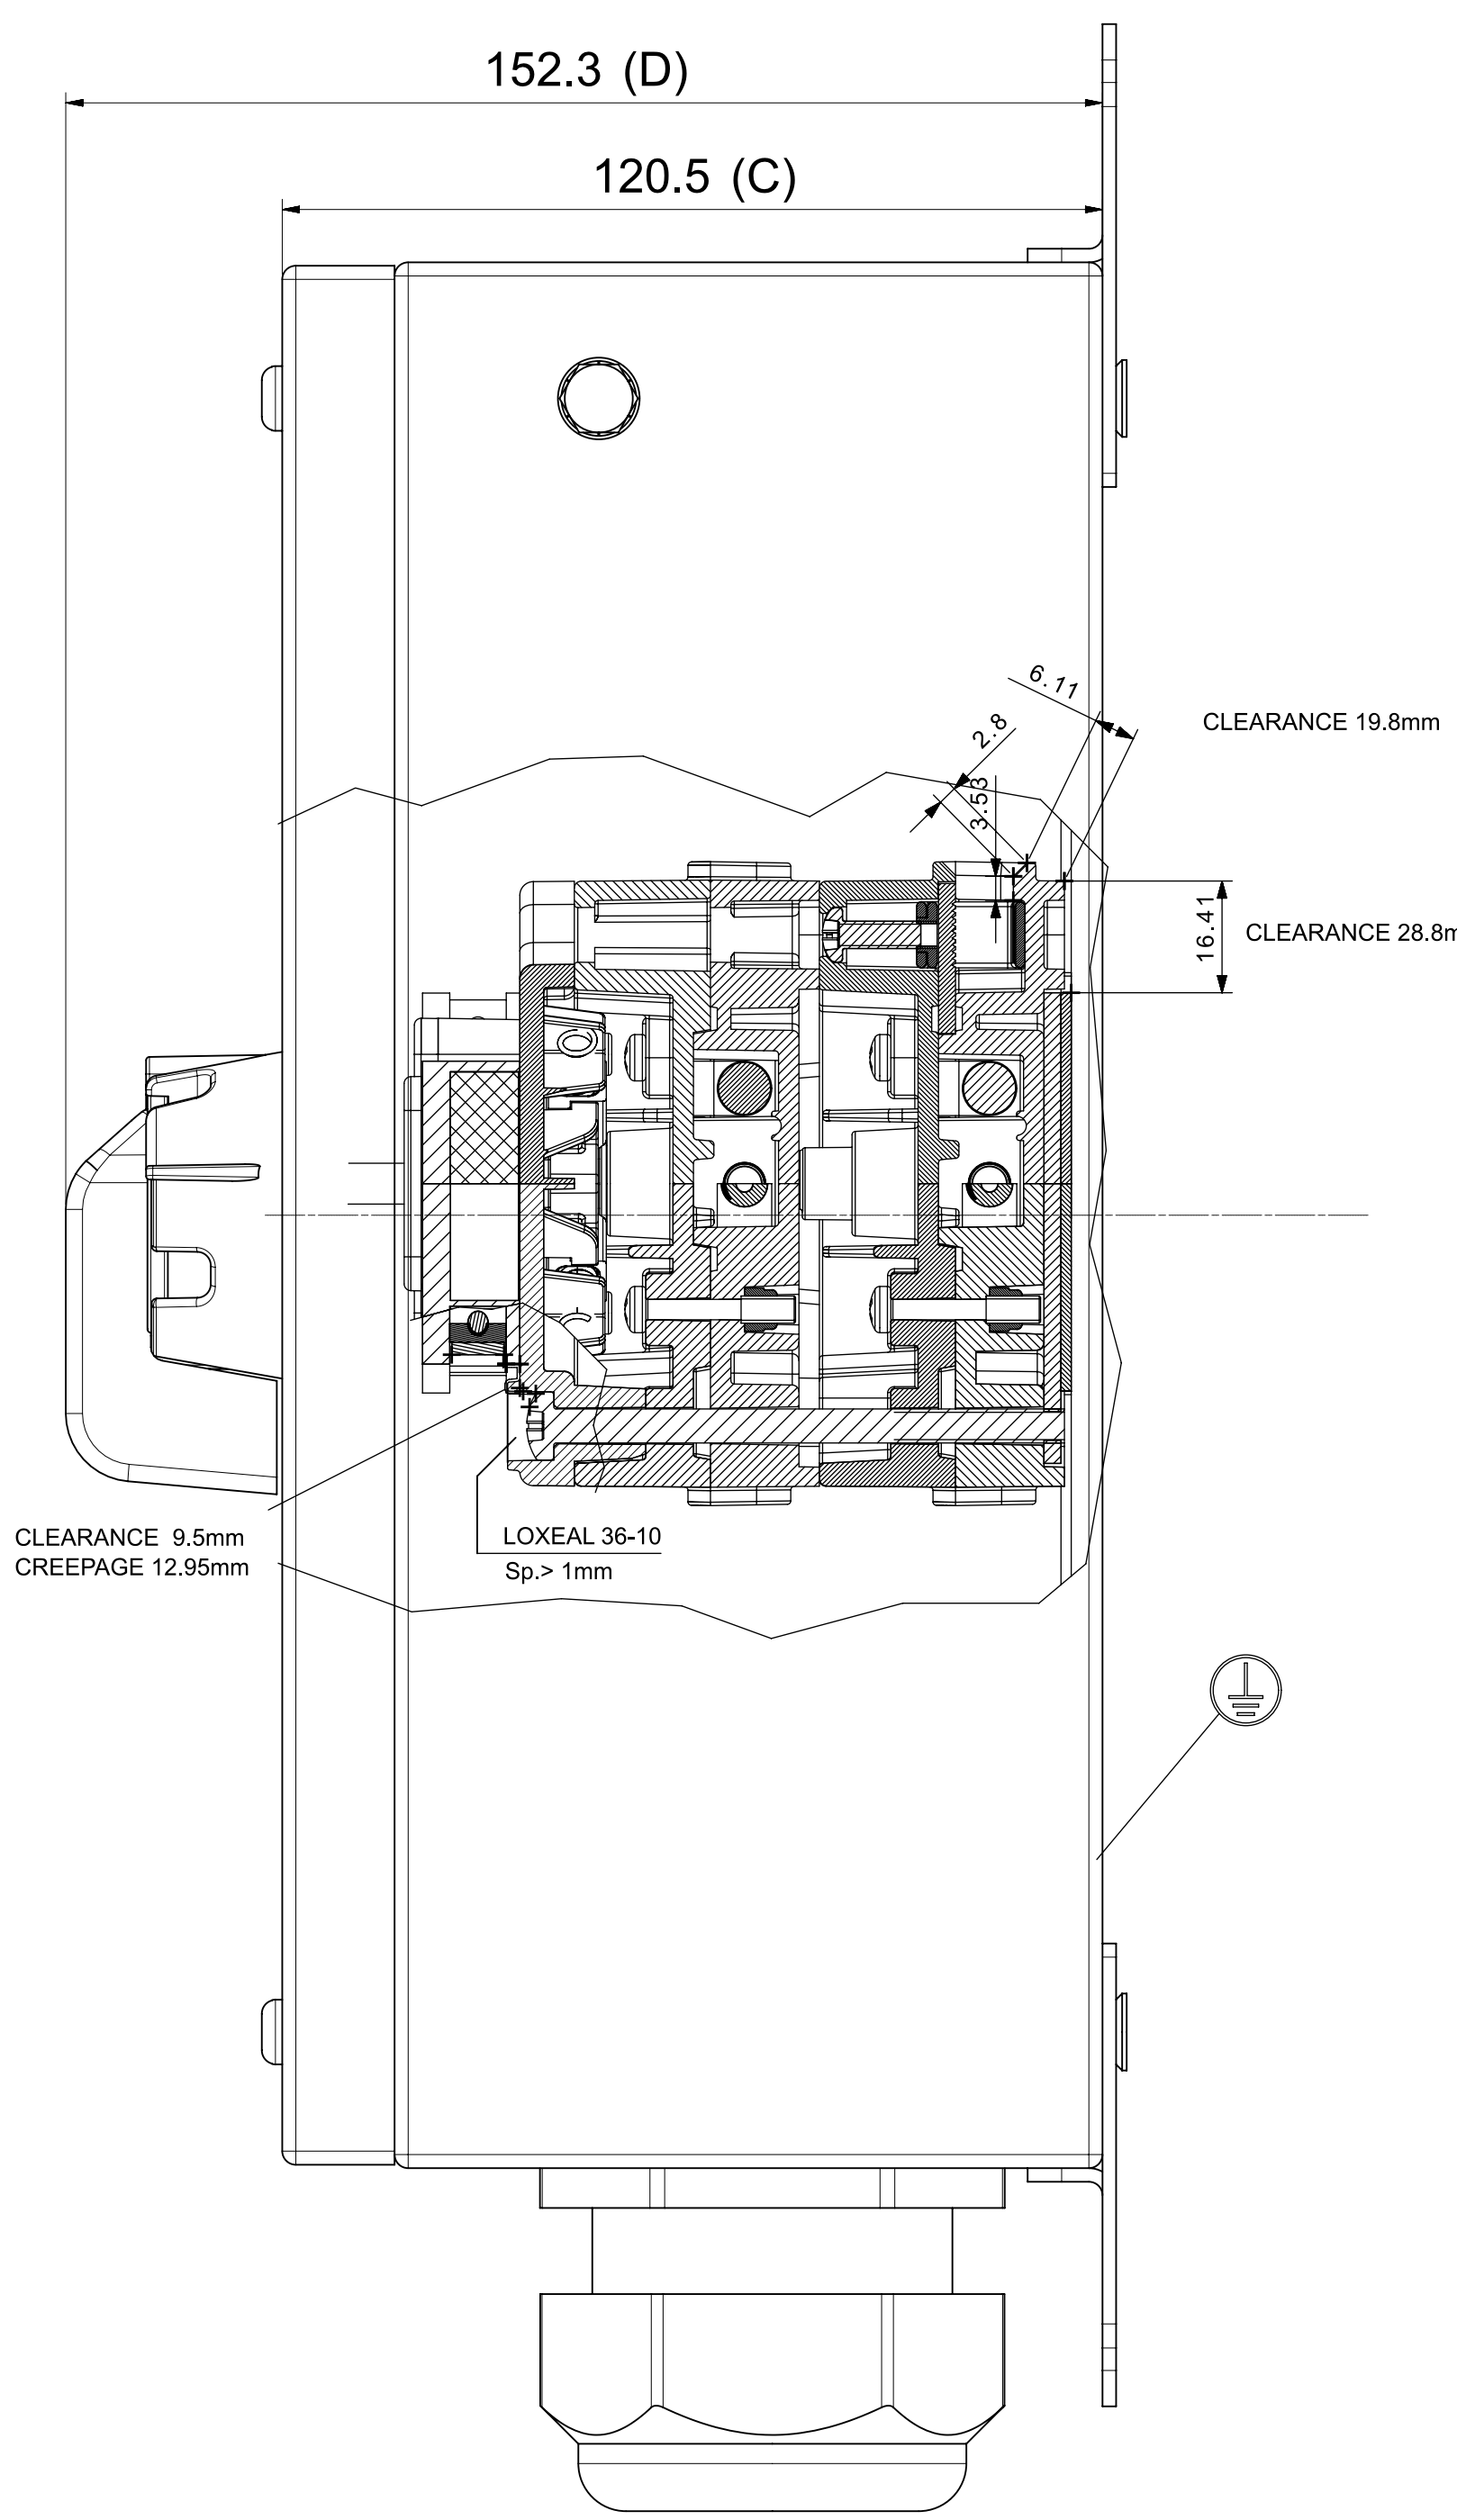 152.3 (D)
120.5 (C)
6.11
CLEARANCE 19.8mm
2.8
3.53
16.41
CLEARANCE 28.8m
CLEARANCE 9.5mm
CREEPAGE 12.95mm
LOXEAL 36-10
Sp.> 1mm